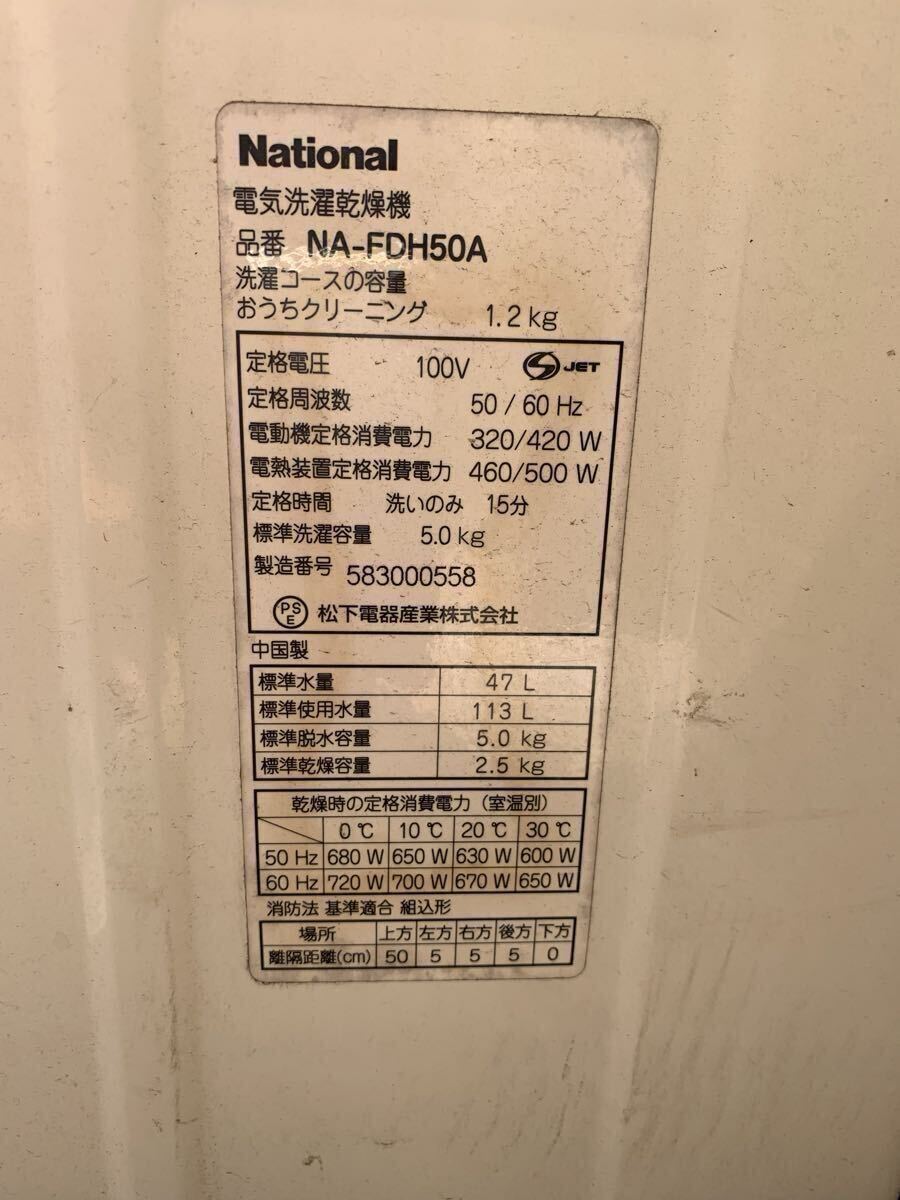 National
電気洗濯乾燥機
品番 NA-FDH50A
洗濯コースの容量
おうちクリーニング 1.2kg
定格電圧 100V S JET
定格周波数 50 / 60 Hz
電動機定格消費電力 320/420 W
電熱装置定格消費電力 460/500 W
定格時間 洗いのみ 15分
標準洗濯容量 5.0 kg
製造番号 583000558
PSE 松下電器産業株式会社
中国製
標準水量 47 L
標準使用水量 113 L
標準脱水容量 5.0 kg
標準乾燥容量 2.5 kg
乾燥時の定格消費電力(室温別)
0℃ 10℃ 20℃ 30℃
50 Hz 680 W 650 W 630 W 600 W
60 Hz 720 W 700 W 670 W 650 W
消防法 基準適合 組込形
場所 上方 左方 右方 後方 下方
離隔距離(cm) 50 5 5 5 0